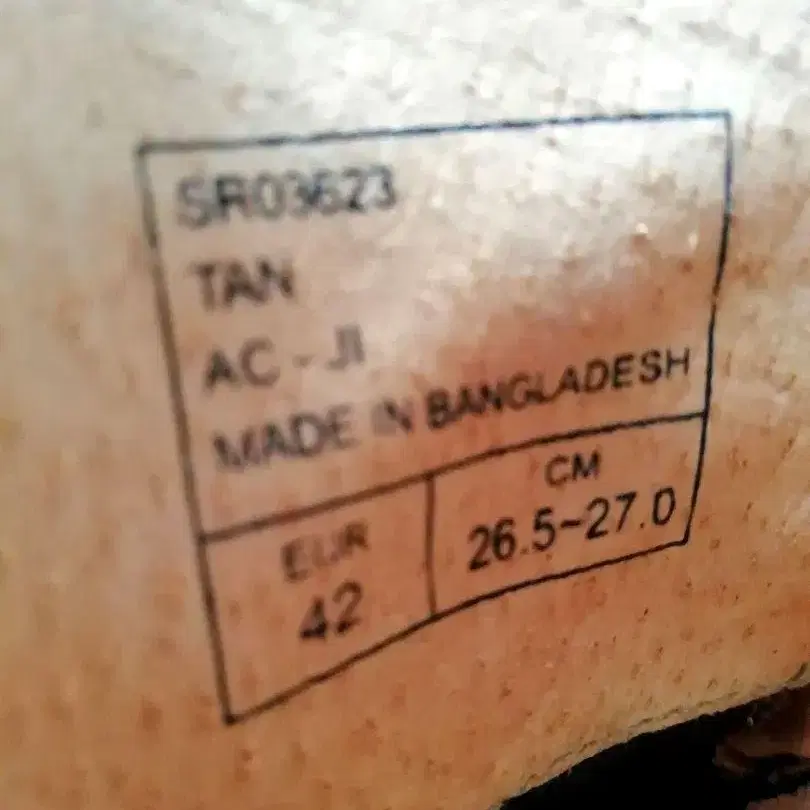 SR03623
TAN
AC - JI
MADE IN BANGLADESH
EUR
42
CM
26.5~27.0